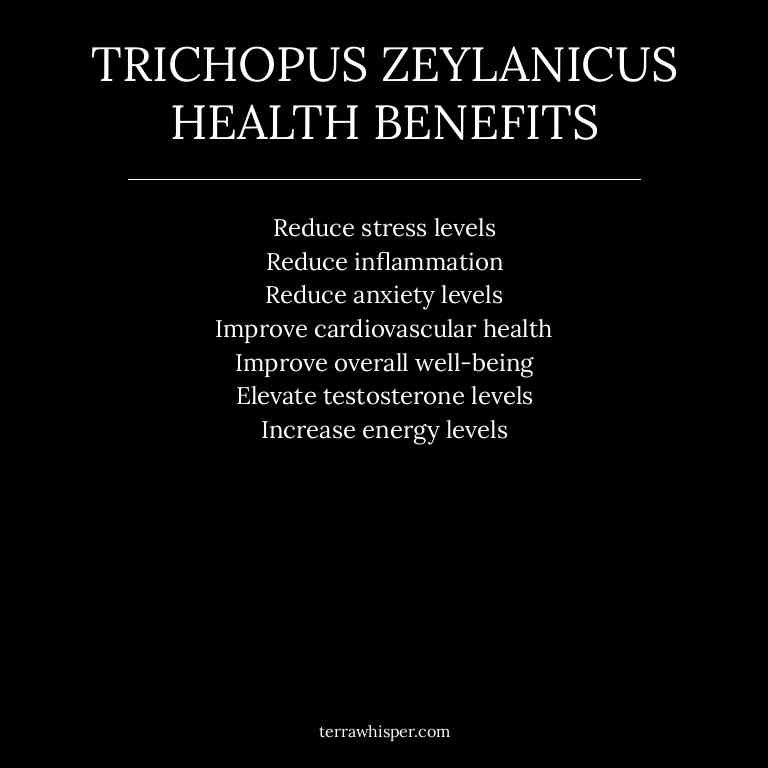 TRICHOPUS ZEYLANICUS
HEALTH BENEFITS
Reduce stress levels
Reduce inflammation
Reduce anxiety levels
Improve cardiovascular health
Improve overall well-being
Elevate testosterone levels
Increase energy levels
terrawhisper.com